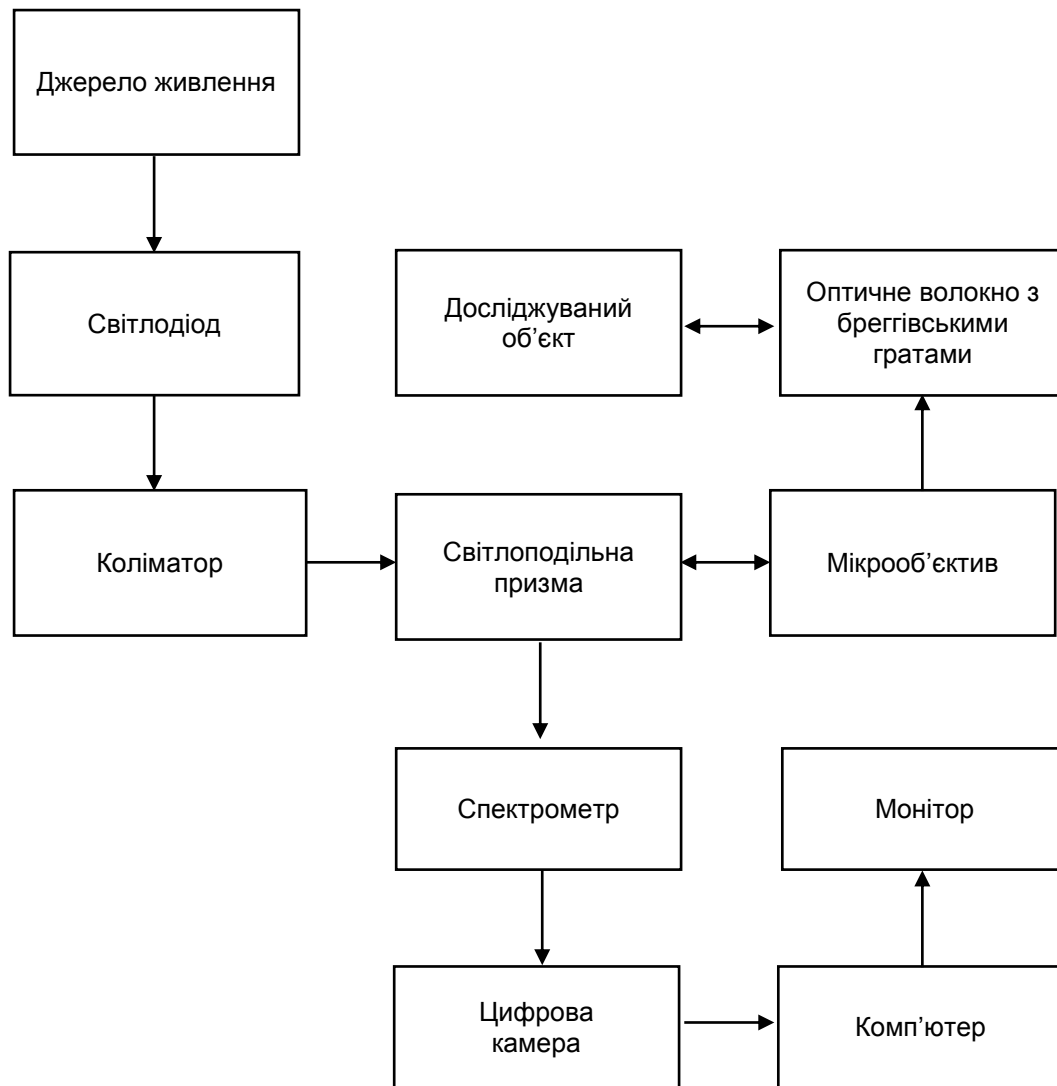 Джерело живлення
Світлодіод
Досліджуваний
об’єкт
Оптичне волокно з
бреггівськими
гратами
Коліматор
Світлоподільна
призма
Мікрооб’єктив
Спектрометр
Монітор
Цифрова
камера
Комп’ютер